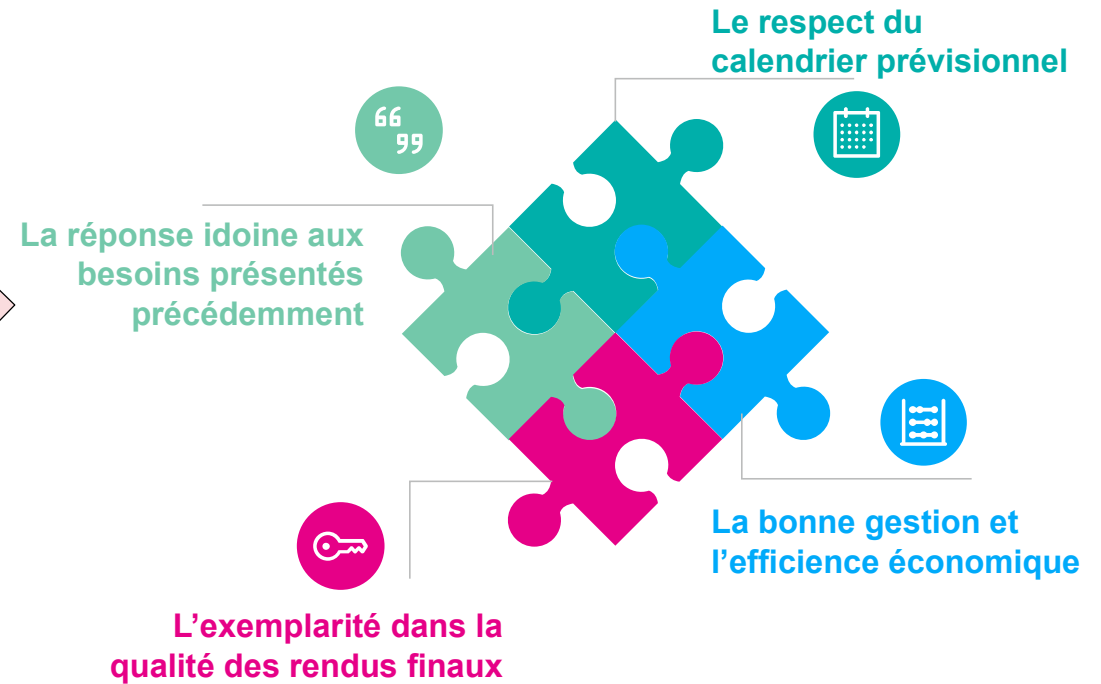 Le respect du
calendrier prévisionnel
La réponse idoine aux
besoins présentés
précédemment
La bonne gestion et
l’efficience économique
L’exemplarité dans la
qualité des rendus finaux